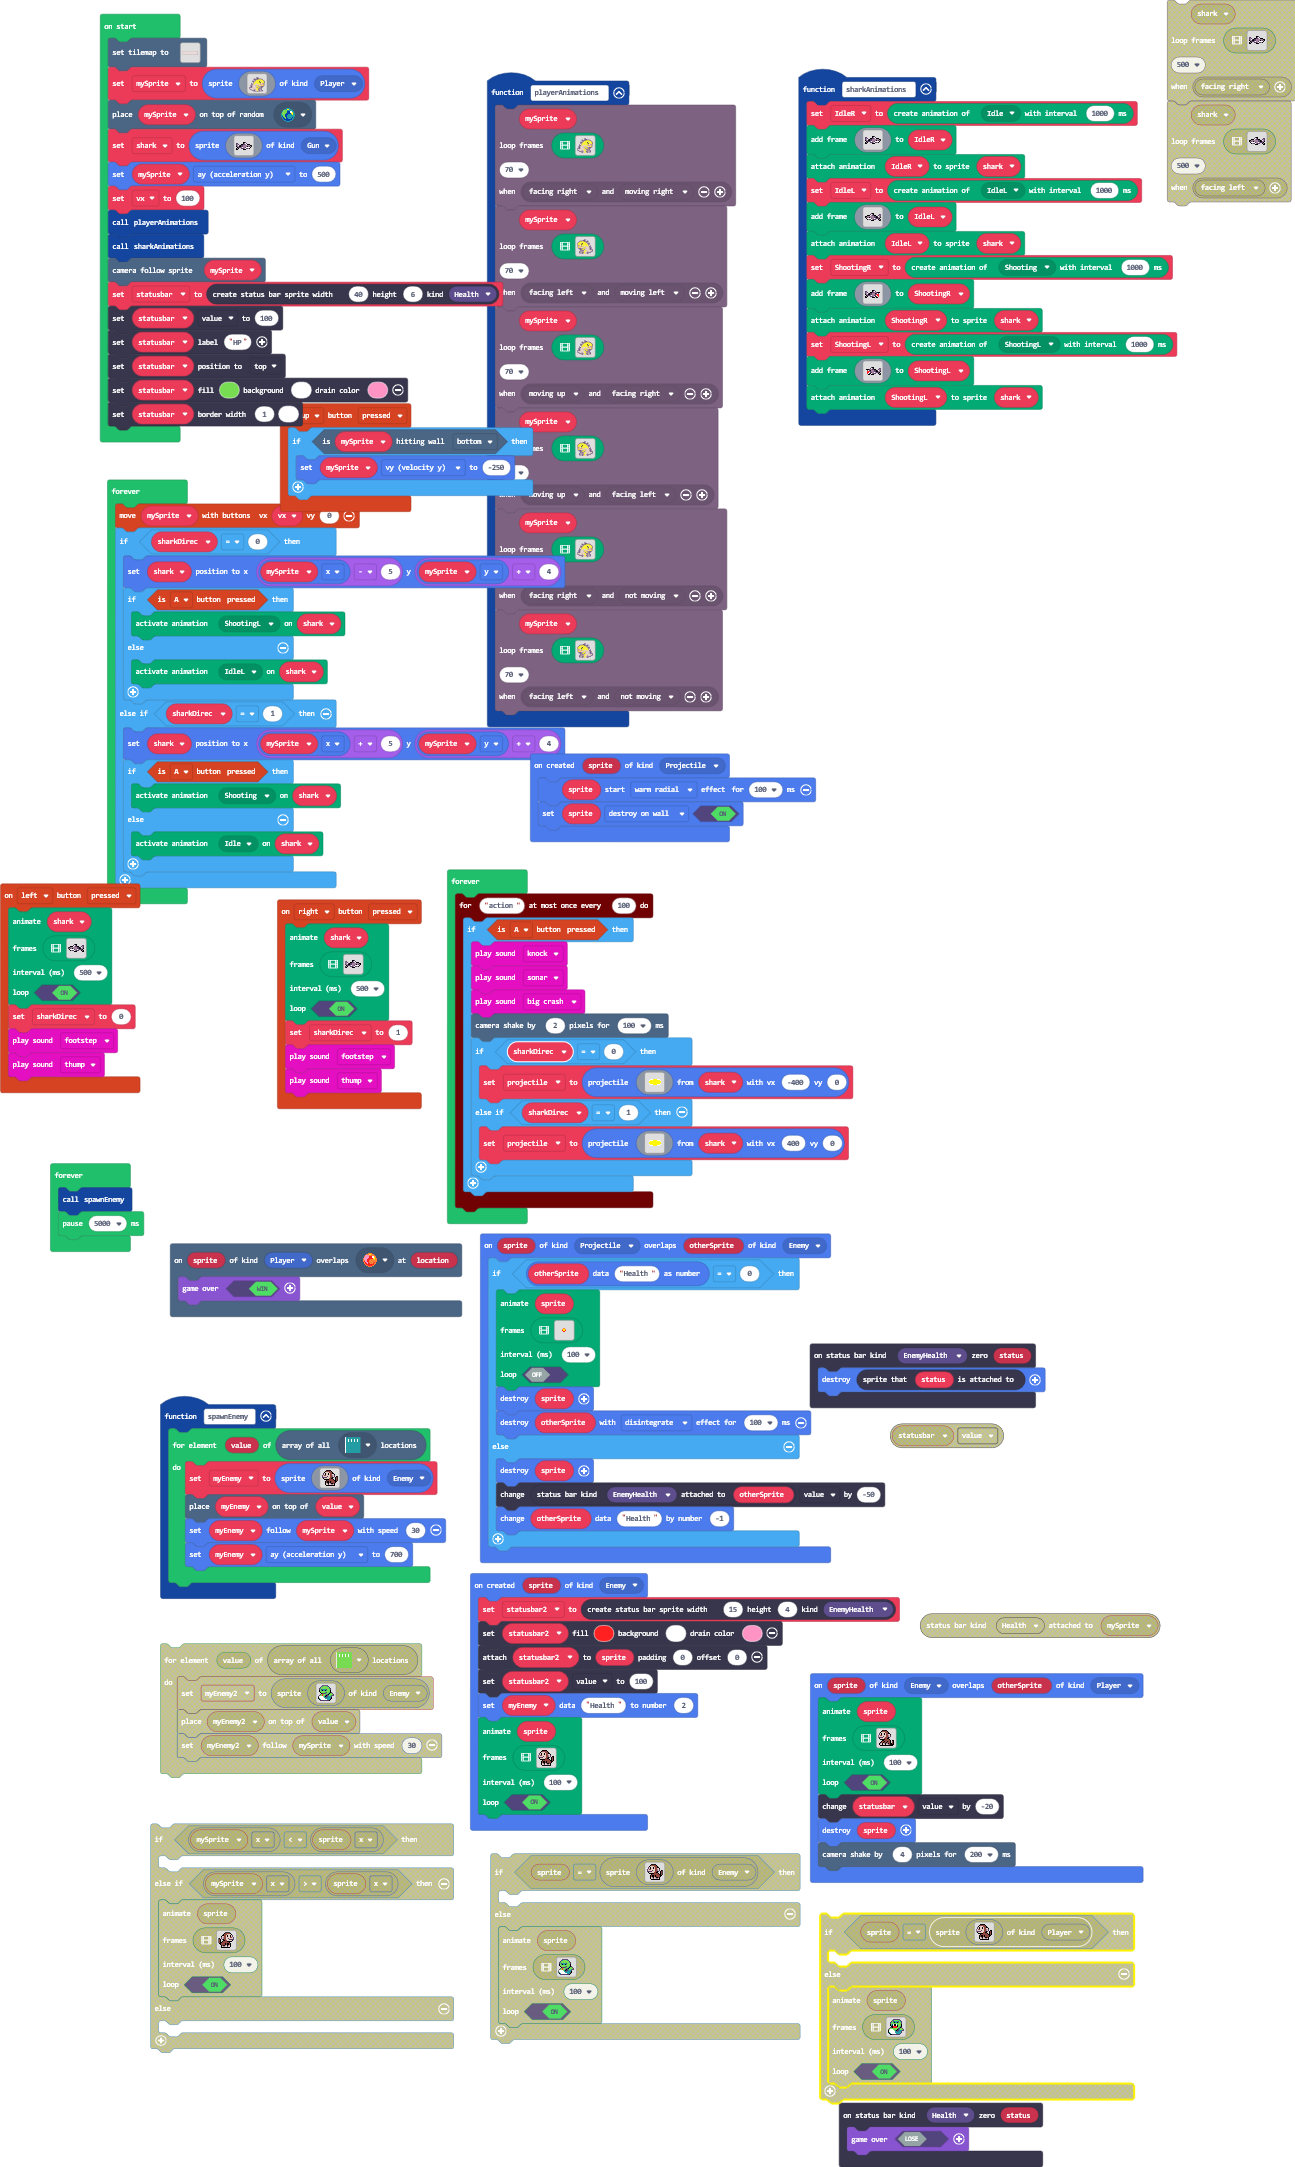 on start
set tilemap to
set mySprite to sprite of kind Player
place mySprite on top of random
set shark to sprite of kind Gun
set mySprite ay (acceleration y) to 500
set vx to 100
call playerAnimations
call sharkAnimations
camera follow sprite mySprite
set statusbar to create status bar sprite width 40 height 6 kind Health
set statusbar value to 100
set statusbar label "HP"
set statusbar position to top
set statusbar fill background drain color
set statusbar border width 1
up button pressed
if is mySprite hitting wall bottom then
set mySprite vy (velocity y) to -250
forever
move mySprite with buttons vx vx vy 0
if sharkDirec = 0 then
set shark position to x mySprite x - 5 y mySprite y + 4
if is A button pressed then
activate animation ShootingL on shark
else
activate animation IdleL on shark
else if sharkDirec = 1 then
set shark position to x mySprite x + 5 y mySprite y + 4
if is A button pressed then
activate animation Shooting on shark
else
activate animation Idle on shark
function playerAnimations
mySprite
loop frames
70
when facing right and moving right
mySprite
loop frames
70
hen facing left and moving left
mySprite
loop frames
70
when moving up and facing right
mySprite
mes
when moving up and facing left
mySprite
loop frames
when facing right and not moving
mySprite
loop frames
70
when facing left and not moving
function sharkAnimations
set IdleR to create animation of Idle with interval 1000 ms
add frame to IdleR
attach animation IdleR to sprite shark
set IdleL to create animation of IdleL with interval 1000 ms
add frame to IdleL
attach animation IdleL to sprite shark
set ShootingR to create animation of Shooting with interval 1000 ms
add frame to ShootingR
attach animation ShootingR to sprite shark
set ShootingL to create animation of ShootingL with interval 1000 ms
add frame to ShootingL
attach animation ShootingL to sprite shark
shark
loop frames
500
when facing right
shark
loop frames
500
when facing left
on created sprite of kind Projectile
sprite start warm radial effect for 100 ms
set sprite destroy on wall ON
on left button pressed
animate shark
frames
interval (ms) 500
loop ON
set sharkDirec to 0
play sound footstep
play sound thump
on right button pressed
animate shark
frames
interval (ms) 500
loop ON
set sharkDirec to 1
play sound footstep
play sound thump
forever
for "action" at most once every 100 do
if is A button pressed then
play sound knock
play sound sonar
play sound big crash
camera shake by 2 pixels for 100 ms
if sharkDirec = 0 then
set projectile to projectile from shark with vx -400 vy 0
else if sharkDirec = 1 then
set projectile to projectile from shark with vx 400 vy 0
forever
call spawnEnemy
pause 5000 ms
on sprite of kind Player overlaps at location
game over WIN
on sprite of kind Projectile overlaps otherSprite of kind Enemy
if otherSprite data "Health" as number = 0 then
animate sprite
frames
interval (ms) 100
loop OFF
destroy sprite
destroy otherSprite with disintegrate effect for 100 ms
else
destroy sprite
change status bar kind EnemyHealth attached to otherSprite value by -50
change otherSprite data "Health" by number -1
on status bar kind EnemyHealth zero status
destroy sprite that status is attached to
statusbar value
function spawnEnemy
for element value of array of all locations
do
set myEnemy to sprite of kind Enemy
place myEnemy on top of value
set myEnemy follow mySprite with speed 30
set myEnemy ay (acceleration y) to 700
on created sprite of kind Enemy
set statusbar2 to create status bar sprite width 15 height 4 kind EnemyHealth
set statusbar2 fill background drain color
attach statusbar2 to sprite padding 0 offset 0
set statusbar2 value to 100
set myEnemy data "Health" to number 2
animate sprite
frames
interval (ms) 100
loop ON
status bar kind Health attached to mySprite
for element value of array of all locations
do
set myEnemy2 to sprite of kind Enemy
place myEnemy2 on top of value
set myEnemy2 follow mySprite with speed 30
on sprite of kind Enemy overlaps otherSprite of kind Player
animate sprite
frames
interval (ms) 100
loop ON
change statusbar value by -20
destroy sprite
camera shake by 4 pixels for 200 ms
if mySprite x < sprite x then
else if mySprite x > sprite x then
animate sprite
frames
interval (ms) 100
loop ON
else
if sprite = sprite of kind Enemy then
else
animate sprite
frames
interval (ms) 100
loop ON
if sprite = sprite of kind Player then
else
animate sprite
frames
interval (ms) 100
loop ON
on status bar kind Health zero status
game over LOSE